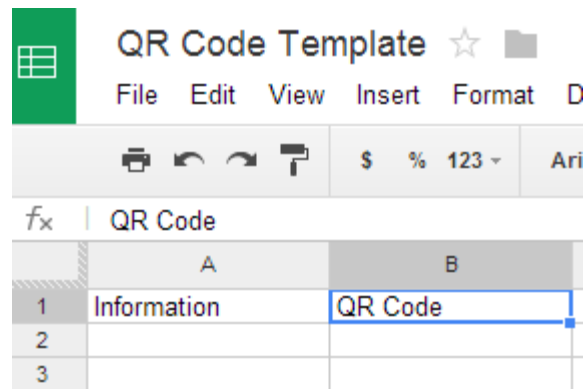 QR Code Template
File Edit View Insert Format D
$ % 123 Ari
fx QR Code
A B
1 Information QR Code
2
3